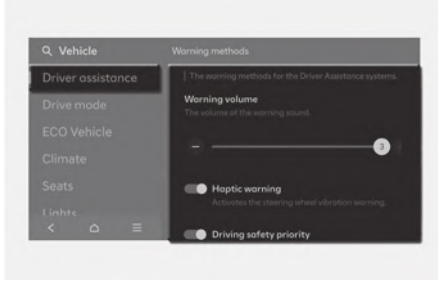 Vehicle
Warning methods
Driver assistance
The warning methods for the Driver Assistance systems.
Drive mode
Warning volume
The volume of the warning sound.
ECO Vehicle
3
Climate
Seats
Haptic warning
Activates the steering wheel vibration warning.
Lights
Driving safety priority